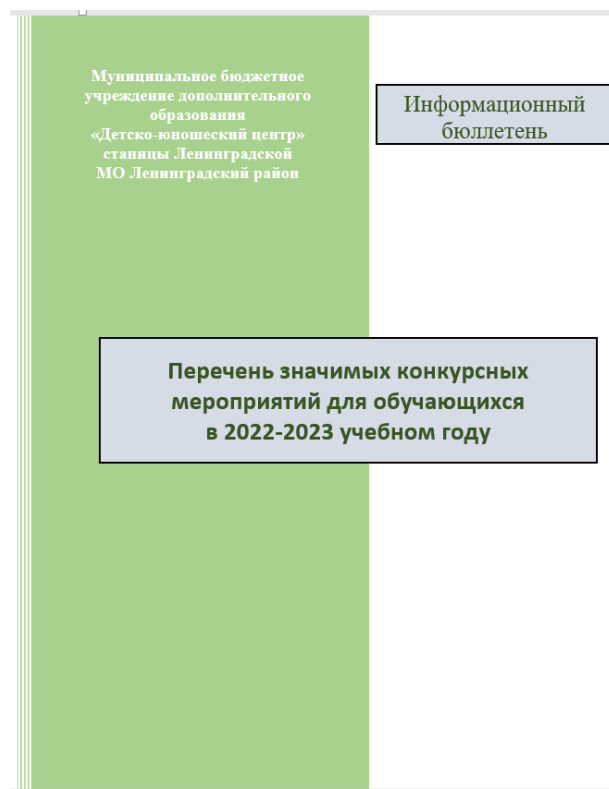 Муниципальное бюджетное
учреждение дополнительного
образования
«Детско-юношеский центр»
станицы Ленинградской
МО Ленинградский район
Информационный
бюллетень
Перечень значимых конкурсных
мероприятий для обучающихся
в 2022-2023 учебном году